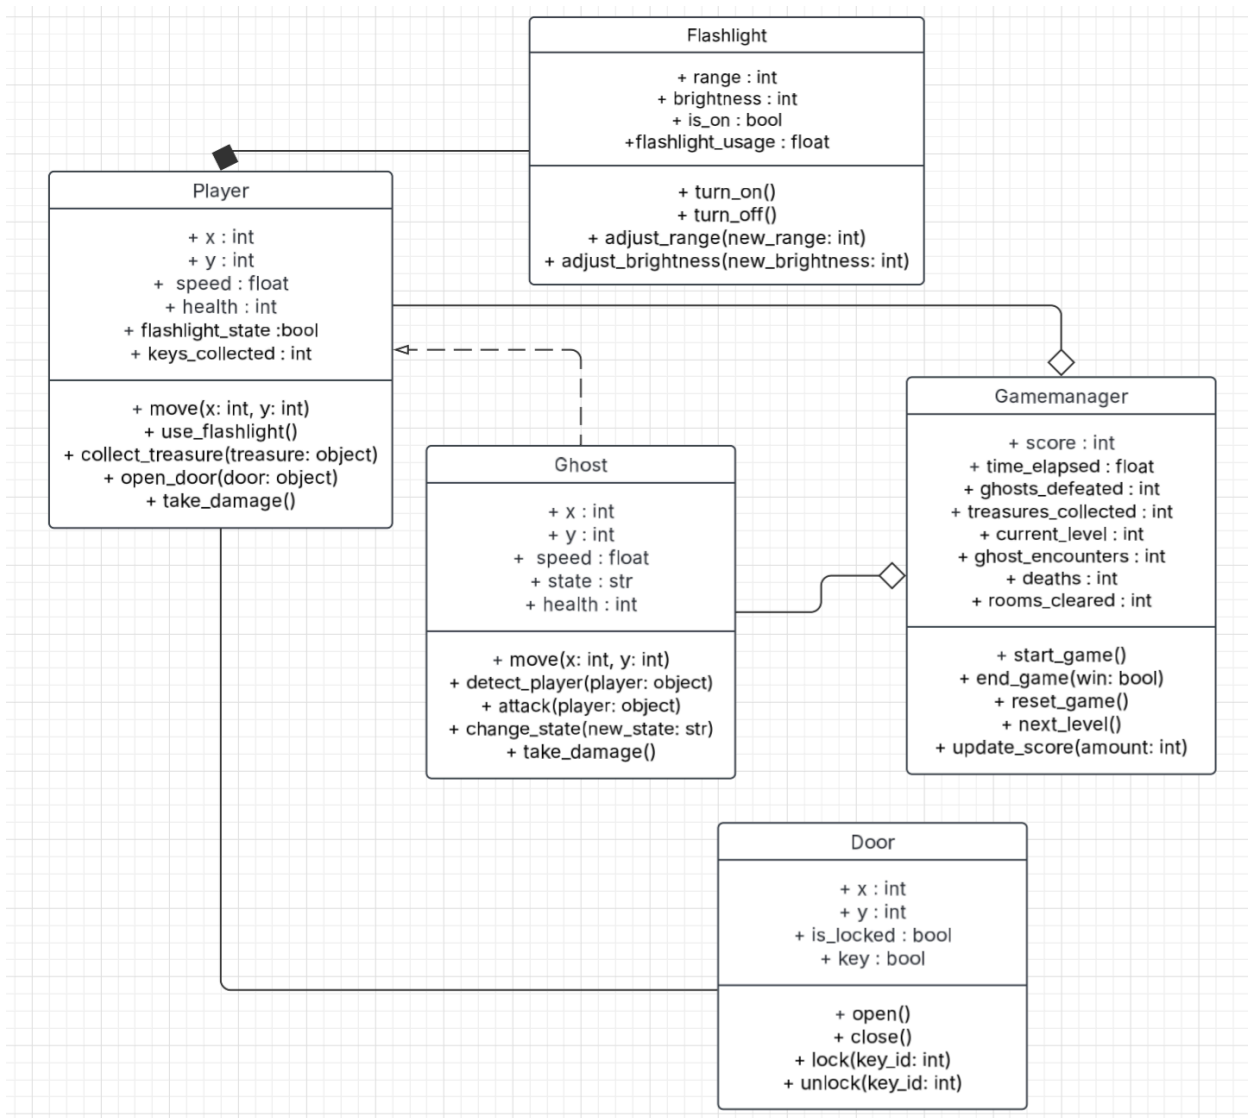 Flashlight
+ range : int
+ brightness : int
+ is_on : bool
+flashlight_usage : float
+ turn_on()
+ turn_off()
+ adjust_range(new_range: int)
+ adjust_brightness(new_brightness: int)
Player
+ x : int
+ y : int
+ speed : float
+ health : int
+ flashlight_state :bool
+ keys_collected : int
+ move(x: int, y: int)
+ use_flashlight()
+ collect_treasure(treasure: object)
+ open_door(door: object)
+ take_damage()
Gamemanager
+ score : int
+ time_elapsed : float
+ ghosts_defeated : int
+ treasures_collected : int
+ current_level : int
+ ghost_encounters : int
+ deaths : int
+ rooms_cleared : int
+ start_game()
+ end_game(win: bool)
+ reset_game()
+ next_level()
+ update_score(amount: int)
Ghost
+ x : int
+ y : int
+ speed : float
+ state : str
+ health : int
+ move(x: int, y: int)
+ detect_player(player: object)
+ attack(player: object)
+ change_state(new_state: str)
+ take_damage()
Door
+ x : int
+ y : int
+ is_locked : bool
+ key : bool
+ open()
+ close()
+ lock(key_id: int)
+ unlock(key_id: int)